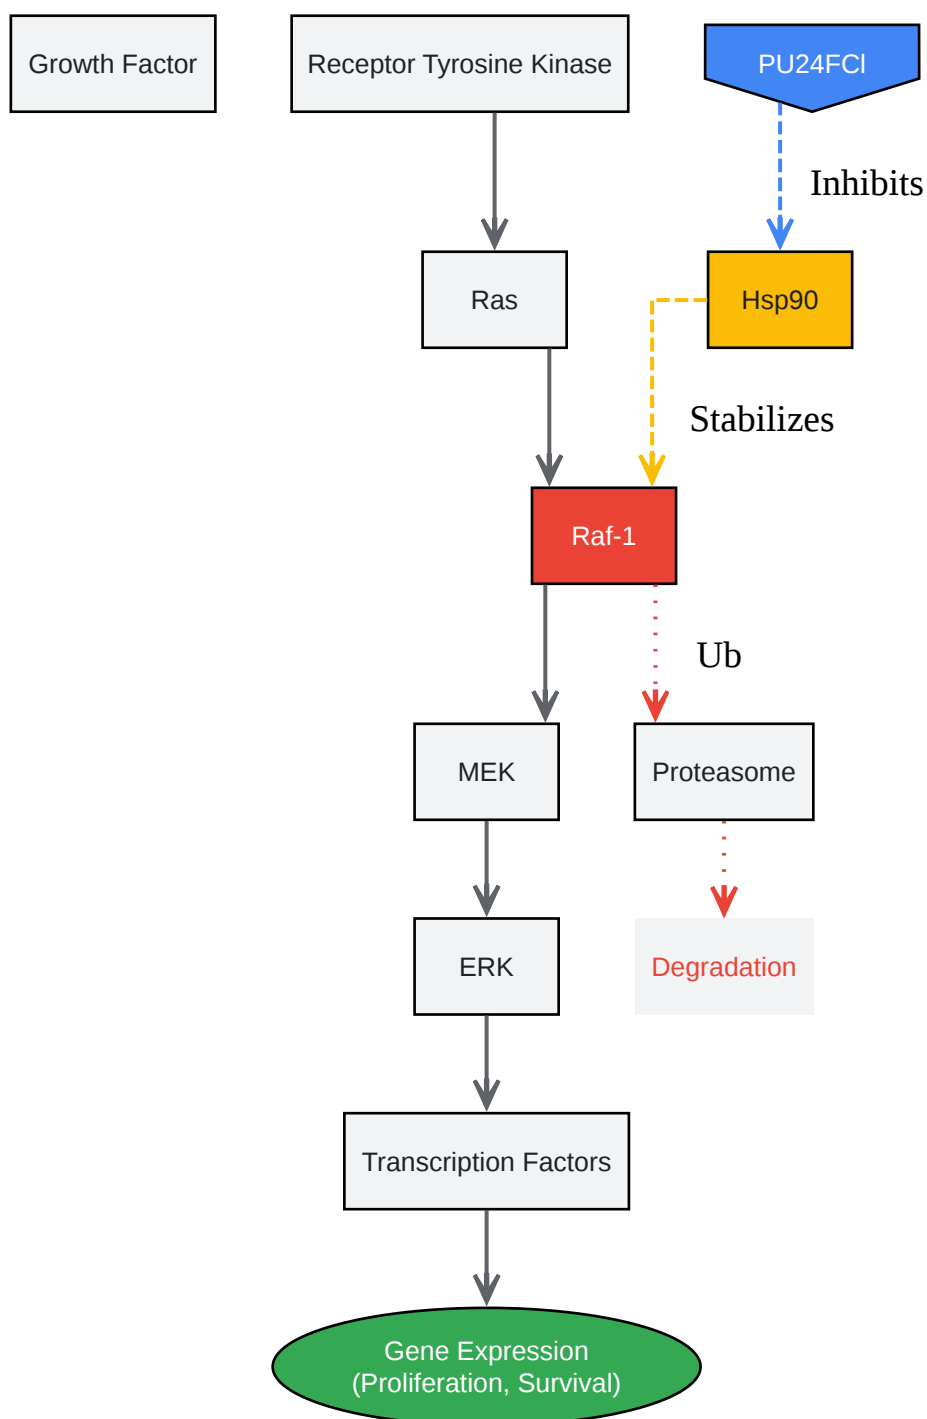 Growth Factor
Receptor Tyrosine Kinase
PU24FCl
Inhibits
Ras
Hsp90
Stabilizes
Raf-1
Ub
MEK
Proteasome
ERK
Degradation
Transcription Factors
Gene Expression
(Proliferation, Survival)